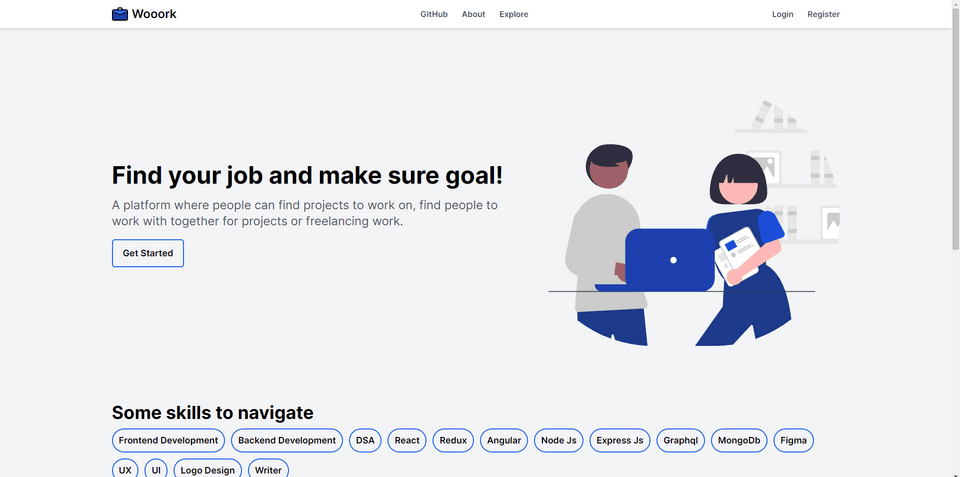 Wooork
GitHub About Explore
Login Register
Find your job and make sure goal!
A platform where people can find projects to work on, find people to
work with together for projects or freelancing work.
Get Started
Some skills to navigate
Frontend Development Backend Development DSA React Redux Angular Node Js Express Js Graphql MongoDb Figma
UX UI Logo Design Writer